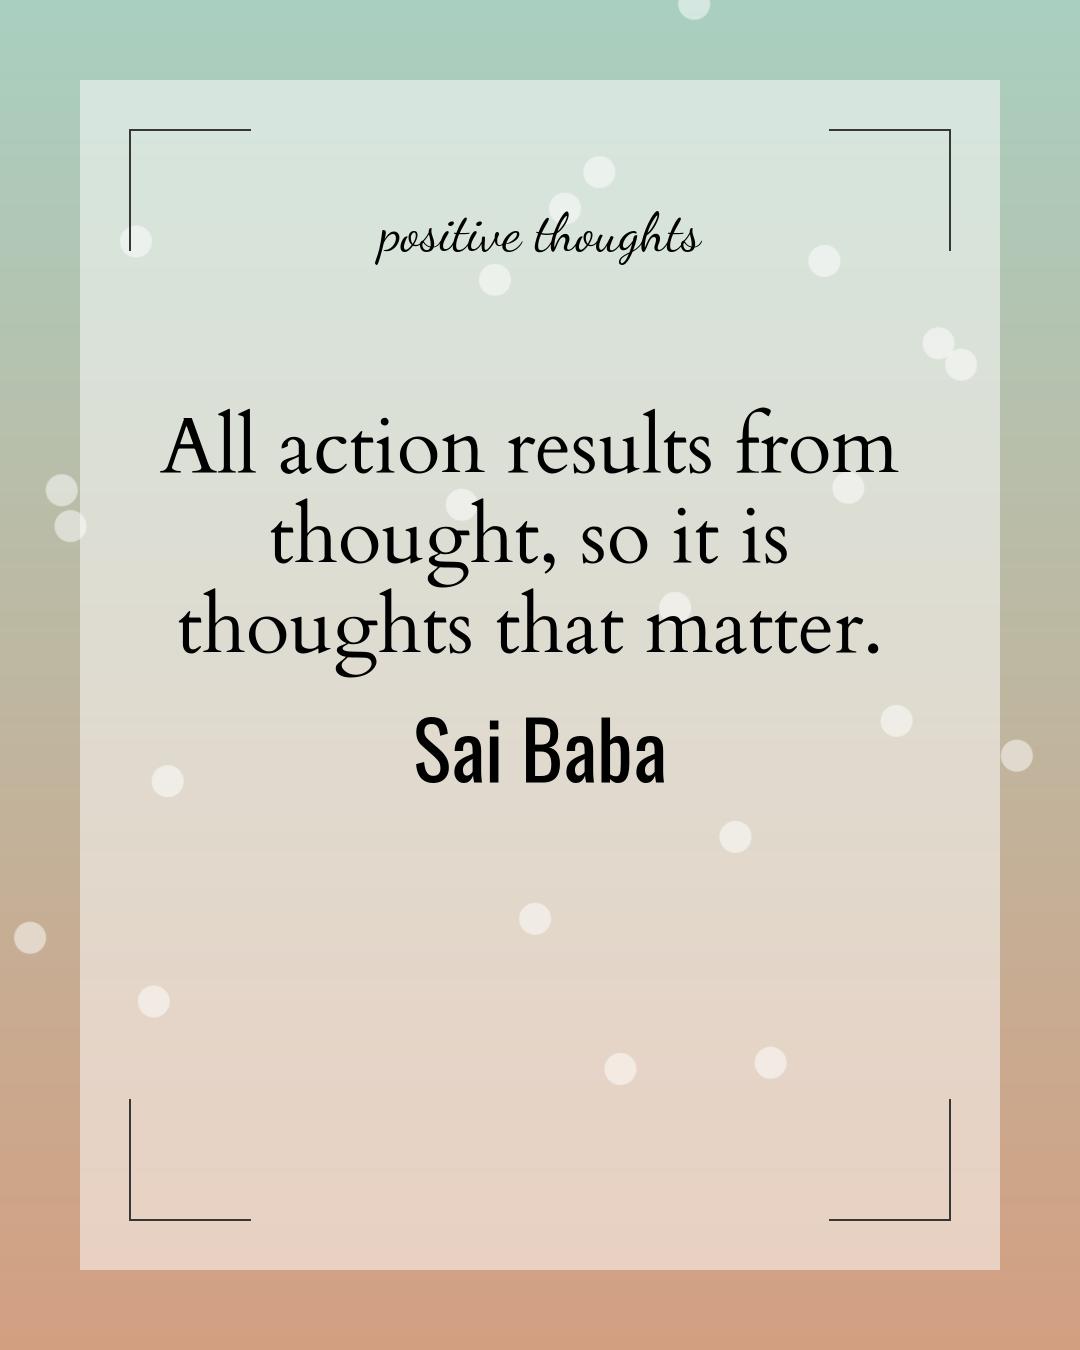 positive thoughts
All action results from
thought, so it is
thoughts that matter.
Sai Baba